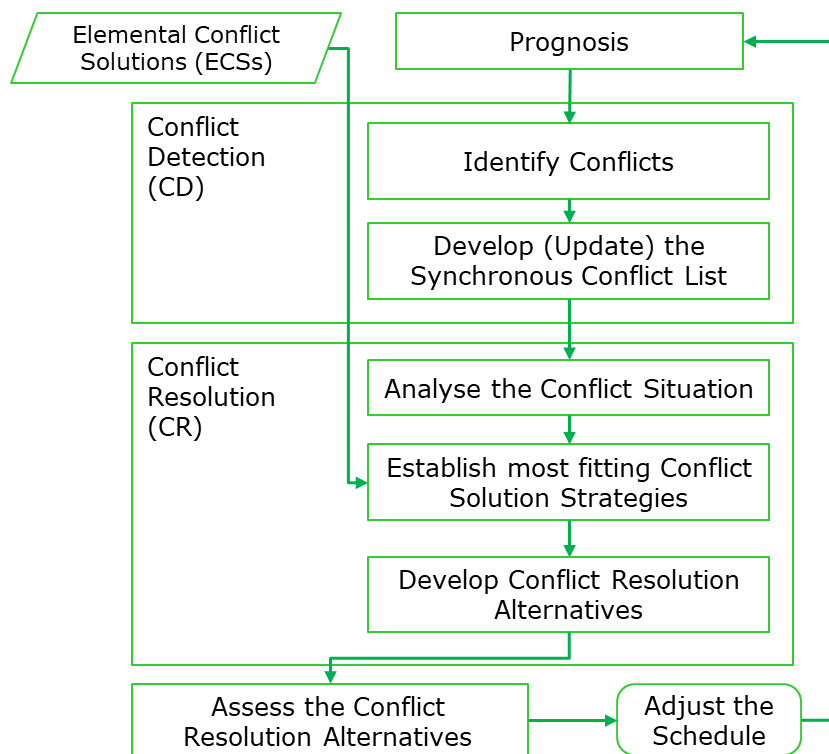 Elemental Conflict
Solutions (ECSs)
Prognosis
Conflict
Detection
(CD)
Identify Conflicts
Develop (Update) the
Synchronous Conflict List
Conflict
Resolution
(CR)
Analyse the Conflict Situation
Establish most fitting Conflict
Solution Strategies
Develop Conflict Resolution
Alternatives
Assess the Conflict
Resolution Alternatives
Adjust the
Schedule